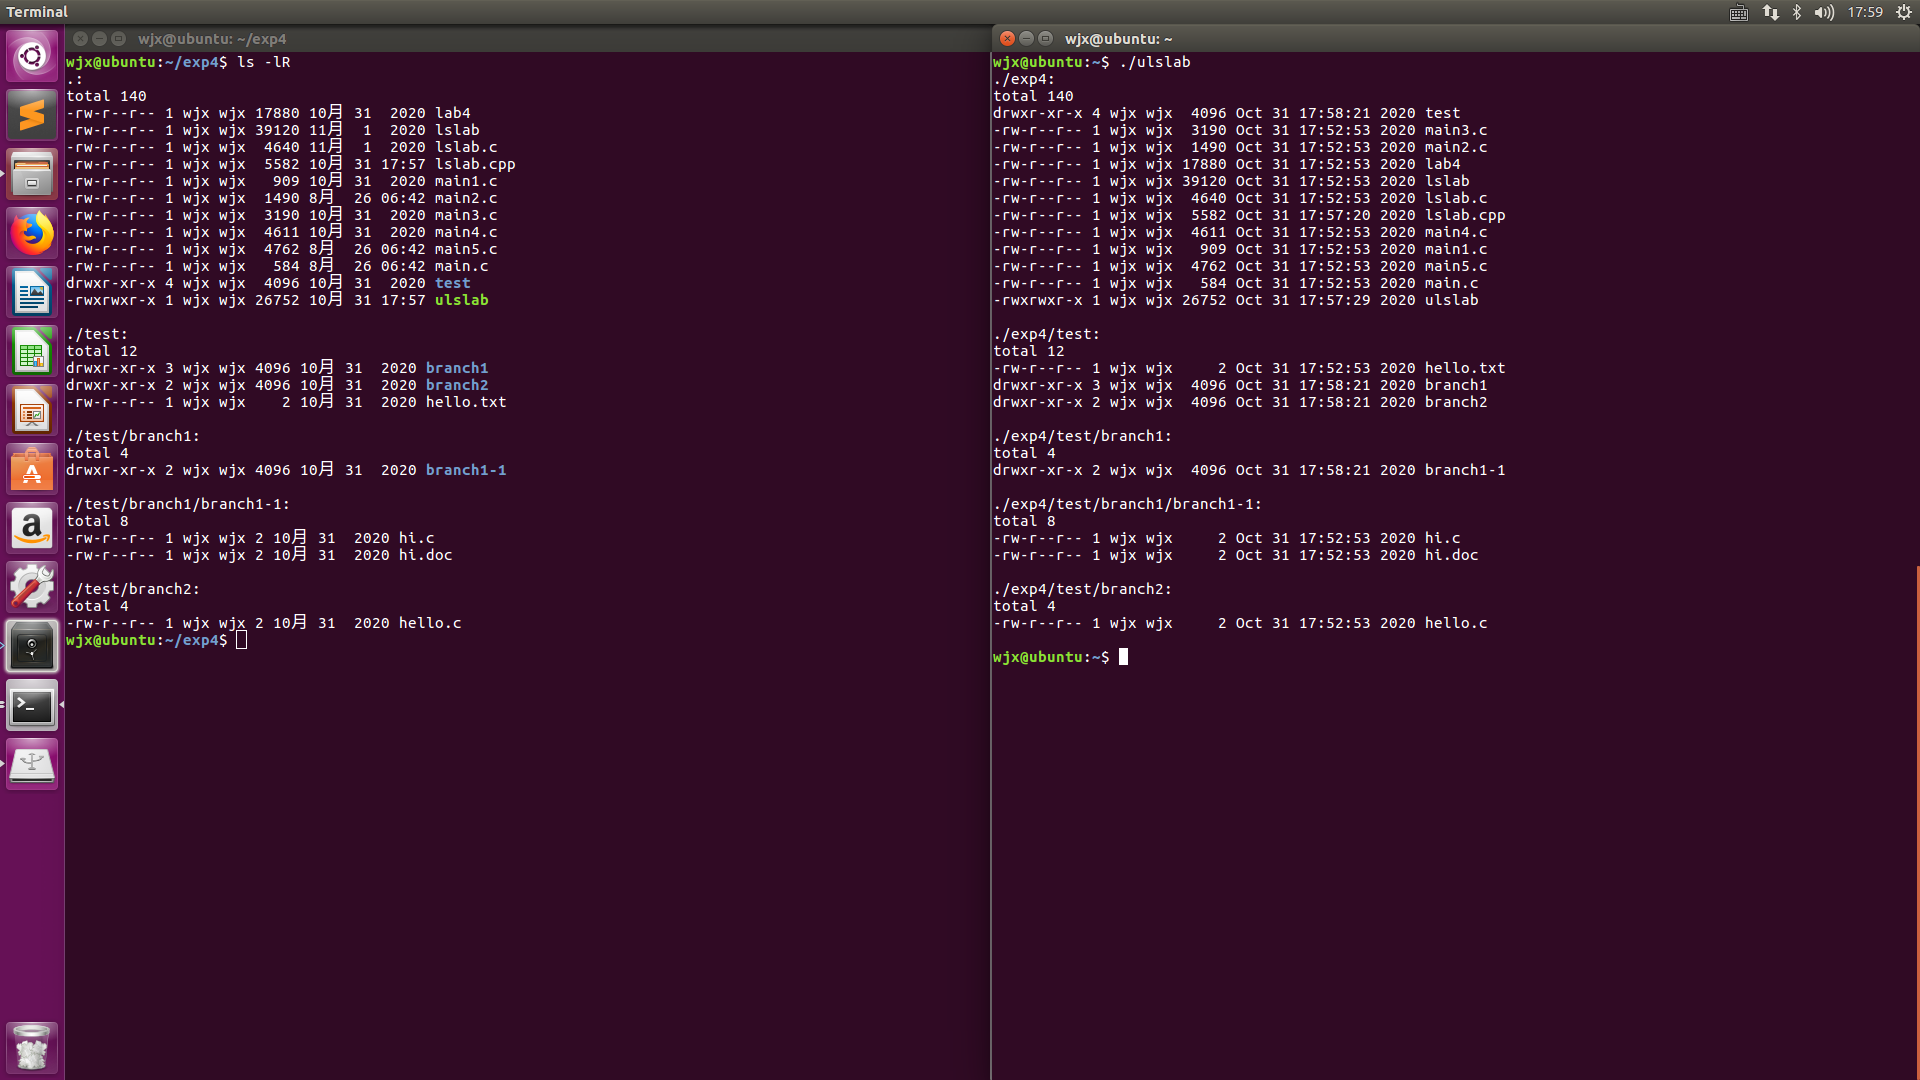 Terminal
17:59
wjx@ubuntu: ~/exp4
wjx@ubuntu:~/exp4$ ls -lR
.:
total 140
-rw-r--r-- 1 wjx wjx 17880 10月 31  2020 lab4
-rw-r--r-- 1 wjx wjx 39120 11月  1  2020 lslab
-rw-r--r-- 1 wjx wjx  4640 11月  1  2020 lslab.c
-rw-r--r-- 1 wjx wjx  5582 10月 31 17:57 lslab.cpp
-rw-r--r-- 1 wjx wjx   909 10月 31  2020 main1.c
-rw-r--r-- 1 wjx wjx  1490 8月  26 06:42 main2.c
-rw-r--r-- 1 wjx wjx  3190 10月 31  2020 main3.c
-rw-r--r-- 1 wjx wjx  4611 10月 31  2020 main4.c
-rw-r--r-- 1 wjx wjx  4762 8月  26 06:42 main5.c
-rw-r--r-- 1 wjx wjx   584 8月  26 06:42 main.c
drwxr-xr-x 4 wjx wjx  4096 10月 31  2020 test
-rwxrwxr-x 1 wjx wjx 26752 10月 31 17:57 ulslab

./test:
total 12
drwxr-xr-x 3 wjx wjx 4096 10月 31  2020 branch1
drwxr-xr-x 2 wjx wjx 4096 10月 31  2020 branch2
-rw-r--r-- 1 wjx wjx    2 10月 31  2020 hello.txt

./test/branch1:
total 4
drwxr-xr-x 2 wjx wjx 4096 10月 31  2020 branch1-1

./test/branch1/branch1-1:
total 8
-rw-r--r-- 1 wjx wjx 2 10月 31  2020 hi.c
-rw-r--r-- 1 wjx wjx 2 10月 31  2020 hi.doc

./test/branch2:
total 4
-rw-r--r-- 1 wjx wjx 2 10月 31  2020 hello.c
wjx@ubuntu:~/exp4$
wjx@ubuntu: ~
wjx@ubuntu:~$ ./ulslab
./exp4:
total 140
drwxr-xr-x 4 wjx wjx  4096 Oct 31 17:58:21 2020 test
-rw-r--r-- 1 wjx wjx  3190 Oct 31 17:52:53 2020 main3.c
-rw-r--r-- 1 wjx wjx  1490 Oct 31 17:52:53 2020 main2.c
-rw-r--r-- 1 wjx wjx 17880 Oct 31 17:52:53 2020 lab4
-rw-r--r-- 1 wjx wjx 39120 Oct 31 17:52:53 2020 lslab
-rw-r--r-- 1 wjx wjx  4640 Oct 31 17:52:53 2020 lslab.c
-rw-r--r-- 1 wjx wjx  5582 Oct 31 17:57:20 2020 lslab.cpp
-rw-r--r-- 1 wjx wjx  4611 Oct 31 17:52:53 2020 main4.c
-rw-r--r-- 1 wjx wjx   909 Oct 31 17:52:53 2020 main1.c
-rw-r--r-- 1 wjx wjx  4762 Oct 31 17:52:53 2020 main5.c
-rw-r--r-- 1 wjx wjx   584 Oct 31 17:52:53 2020 main.c
-rwxrwxr-x 1 wjx wjx 26752 Oct 31 17:57:29 2020 ulslab

./exp4/test:
total 12
-rw-r--r-- 1 wjx wjx     2 Oct 31 17:52:53 2020 hello.txt
drwxr-xr-x 3 wjx wjx  4096 Oct 31 17:58:21 2020 branch1
drwxr-xr-x 2 wjx wjx  4096 Oct 31 17:58:21 2020 branch2

./exp4/test/branch1:
total 4
drwxr-xr-x 2 wjx wjx  4096 Oct 31 17:58:21 2020 branch1-1

./exp4/test/branch1/branch1-1:
total 8
-rw-r--r-- 1 wjx wjx     2 Oct 31 17:52:53 2020 hi.c
-rw-r--r-- 1 wjx wjx     2 Oct 31 17:52:53 2020 hi.doc

./exp4/test/branch2:
total 4
-rw-r--r-- 1 wjx wjx     2 Oct 31 17:52:53 2020 hello.c

wjx@ubuntu:~$